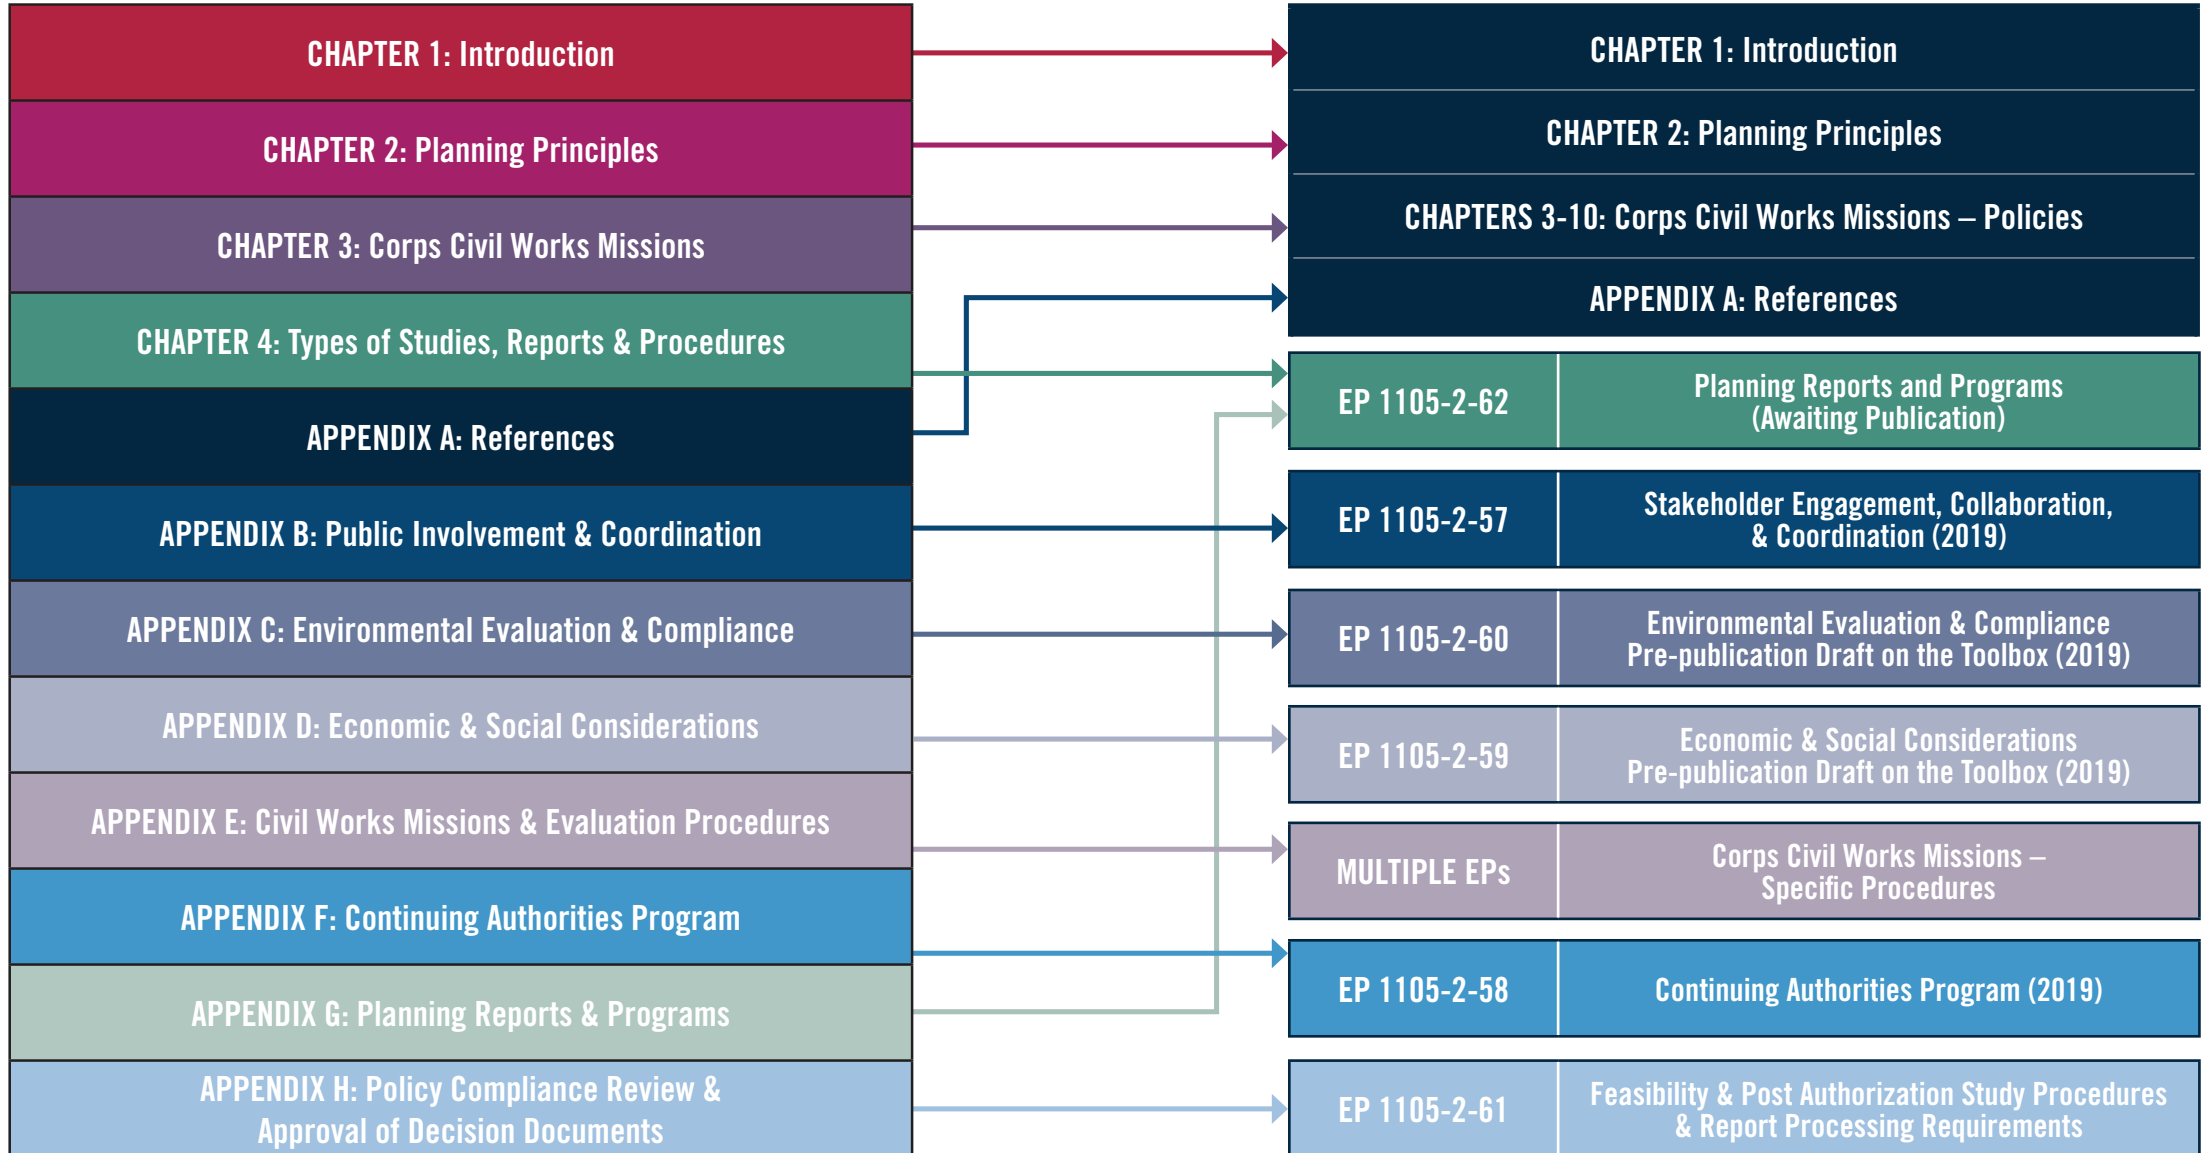 CHAPTER 1: Introduction
CHAPTER 2: Planning Principles
CHAPTER 3: Corps Civil Works Missions
CHAPTER 4: Types of Studies, Reports & Procedures
APPENDIX A: References
APPENDIX B: Public Involvement & Coordination
APPENDIX C: Environmental Evaluation & Compliance
APPENDIX D: Economic & Social Considerations
APPENDIX E: Civil Works Missions & Evaluation Procedures
APPENDIX F: Continuing Authorities Program
APPENDIX G: Planning Reports & Programs
APPENDIX H: Policy Compliance Review &
Approval of Decision Documents
CHAPTER 1: Introduction
CHAPTER 2: Planning Principles
CHAPTERS 3-10: Corps Civil Works Missions – Policies
APPENDIX A: References
EP 1105-2-62
Planning Reports and Programs
(Awaiting Publication)
EP 1105-2-57
Stakeholder Engagement, Collaboration,
& Coordination (2019)
EP 1105-2-60
Environmental Evaluation & Compliance
Pre-publication Draft on the Toolbox (2019)
EP 1105-2-59
Economic & Social Considerations
Pre-publication Draft on the Toolbox (2019)
MULTIPLE EPs
Corps Civil Works Missions –
Specific Procedures
EP 1105-2-58
Continuing Authorities Program (2019)
EP 1105-2-61
Feasibility & Post Authorization Study Procedures
& Report Processing Requirements